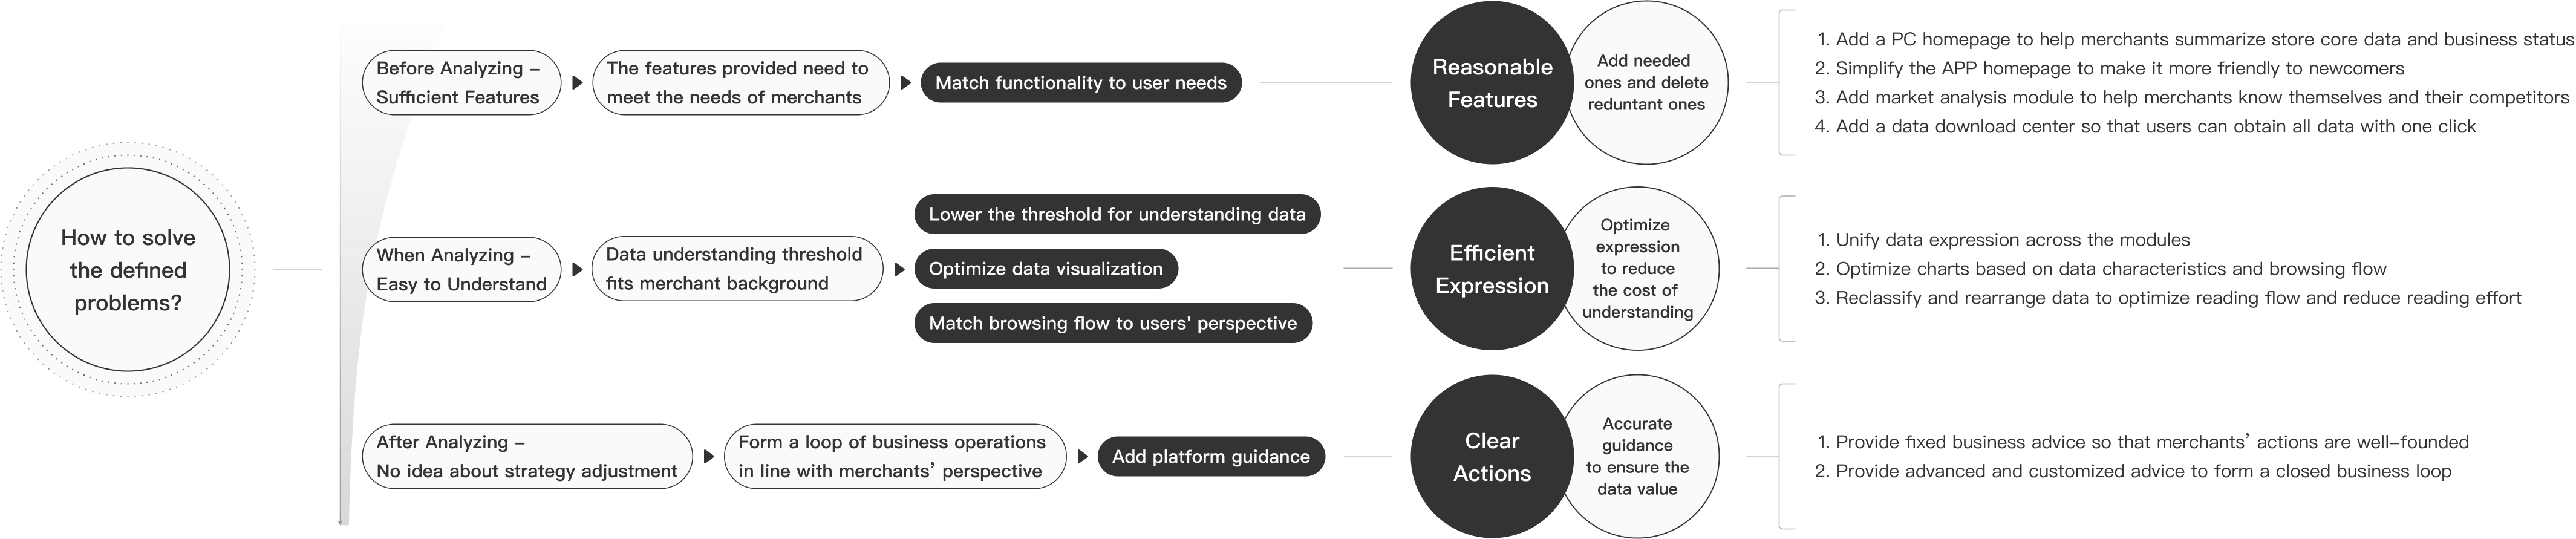 How to solve
the defined
problems?
Before Analyzing –
Sufficient Features
The features provided need to
meet the needs of merchants
Match functionality to user needs
Reasonable
Features
Add needed
ones and delete
reduntant ones
1. Add a PC homepage to help merchants summarize store core data and business status
2. Simplify the APP homepage to make it more friendly to newcomers
3. Add market analysis module to help merchants know themselves and their competitors
4. Add a data download center so that users can obtain all data with one click
When Analyzing –
Easy to Understand
Data understanding threshold
fits merchant background
Lower the threshold for understanding data
Optimize data visualization
Match browsing flow to users' perspective
Efficient
Expression
Optimize
expression
to reduce
the cost of
understanding
1. Unify data expression across the modules
2. Optimize charts based on data characteristics and browsing flow
3. Reclassify and rearrange data to optimize reading flow and reduce reading effort
After Analyzing –
No idea about strategy adjustment
Form a loop of business operations
in line with merchants’ perspective
Add platform guidance
Clear
Actions
Accurate
guidance
to ensure the
data value
1. Provide fixed business advice so that merchants’ actions are well–founded
2. Provide advanced and customized advice to form a closed business loop